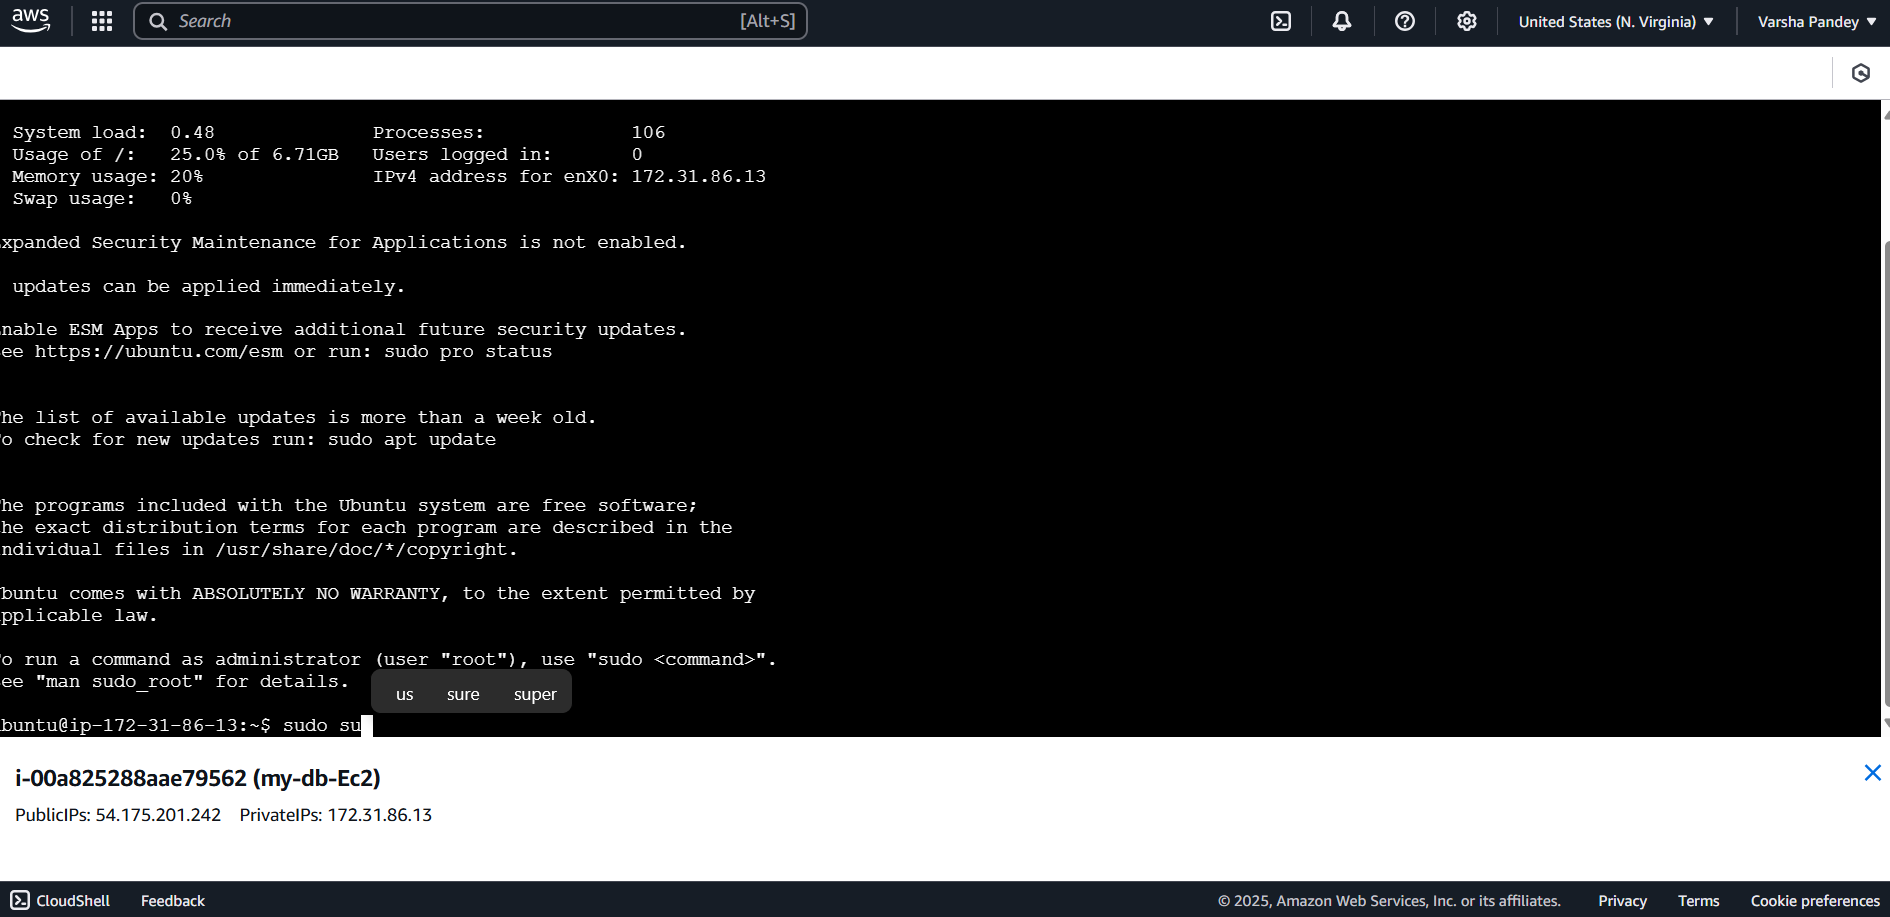 aws
Search [Alt+S]
United States (N. Virginia) ▼
Varsha Pandey ▼
System load: 0.48 Processes: 106
Usage of /: 25.0% of 6.71GB Users logged in: 0
Memory usage: 20% IPv4 address for enX0: 172.31.86.13
Swap usage: 0%
xpanded Security Maintenance for Applications is not enabled.
updates can be applied immediately.
nable ESM Apps to receive additional future security updates.
ee https://ubuntu.com/esm or run: sudo pro status
he list of available updates is more than a week old.
o check for new updates run: sudo apt update
he programs included with the Ubuntu system are free software;
he exact distribution terms for each program are described in the
ndividual files in /usr/share/doc/*/copyright.
buntu comes with ABSOLUTELY NO WARRANTY, to the extent permitted by
pplicable law.
o run a command as administrator (user "root"), use "sudo <command>".
ee "man sudo_root" for details.
us sure super
buntu@ip-172-31-86-13:~$ sudo su
i-00a825288aae79562 (my-db-Ec2)
PublicIPs: 54.175.201.242 PrivateIPs: 172.31.86.13
CloudShell Feedback © 2025, Amazon Web Services, Inc. or its affiliates. Privacy Terms Cookie preferences